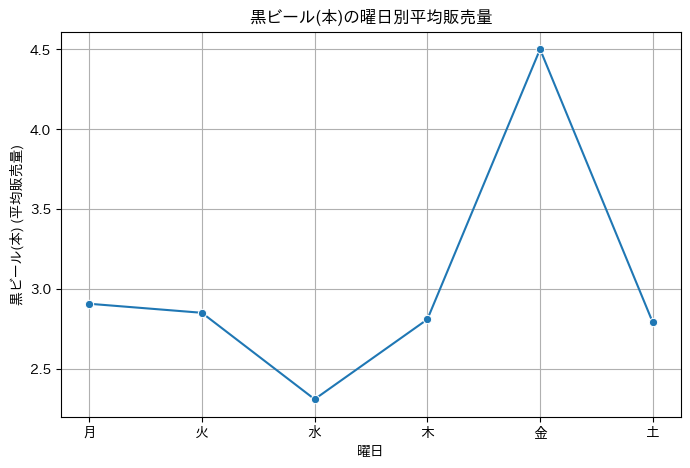 黒ビール(本)の曜日別平均販売量
黒ビール(本) (平均販売量)
4.5
4.0
3.5
3.0
2.5
月 火 水 木 金 土
曜日